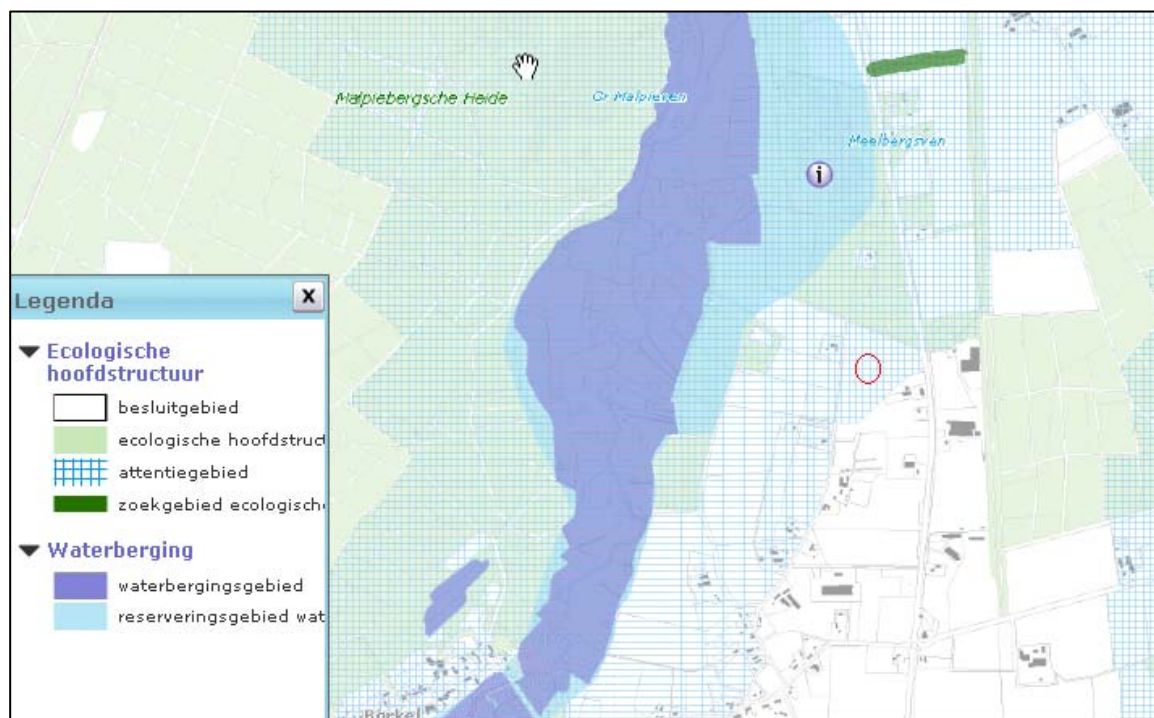 Malpiebergsche Heide
Gr Malpieven
Meelbergsven
i
Legenda
X
Ecologische
hoofdstructuur
besluitgebied
ecologische hoofdstruct
attentiegebied
zoekgebied ecologische
Waterberging
waterbergingsgebied
reserveringsgebied wat
Borkel